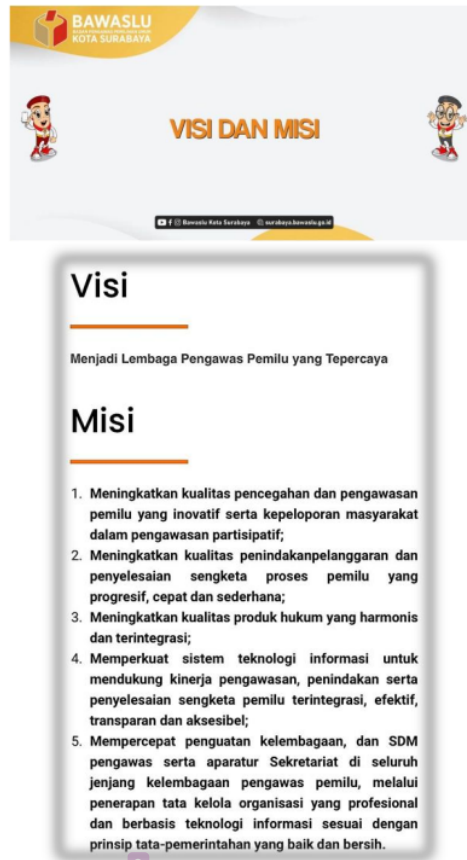 BAWASLU
BADAN PENGAWAS PEMILIHAN UMUM
KOTA SURABAYA
VISI DAN MISI
Bawaslu Kota Surabaya surabaya.bawaslu.go.id
Visi
Menjadi Lembaga Pengawas Pemilu yang Tepercaya
Misi
1. Meningkatkan kualitas pencegahan dan pengawasan
pemilu yang inovatif serta kepeloporan masyarakat
dalam pengawasan partisipatif;
2. Meningkatkan kualitas penindakanpelanggaran dan
penyelesaian sengketa proses pemilu yang
progresif, cepat dan sederhana;
3. Meningkatkan kualitas produk hukum yang harmonis
dan terintegrasi;
4. Memperkuat sistem teknologi informasi untuk
mendukung kinerja pengawasan, penindakan serta
penyelesaian sengketa pemilu terintegrasi, efektif,
transparan dan aksesibel;
5. Mempercepat penguatan kelembagaan, dan SDM
pengawas serta aparatur Sekretariat di seluruh
jenjang kelembagaan pengawas pemilu, melalui
penerapan tata kelola organisasi yang profesional
dan berbasis teknologi informasi sesuai dengan
prinsip tata-pemerintahan yang baik dan bersih.